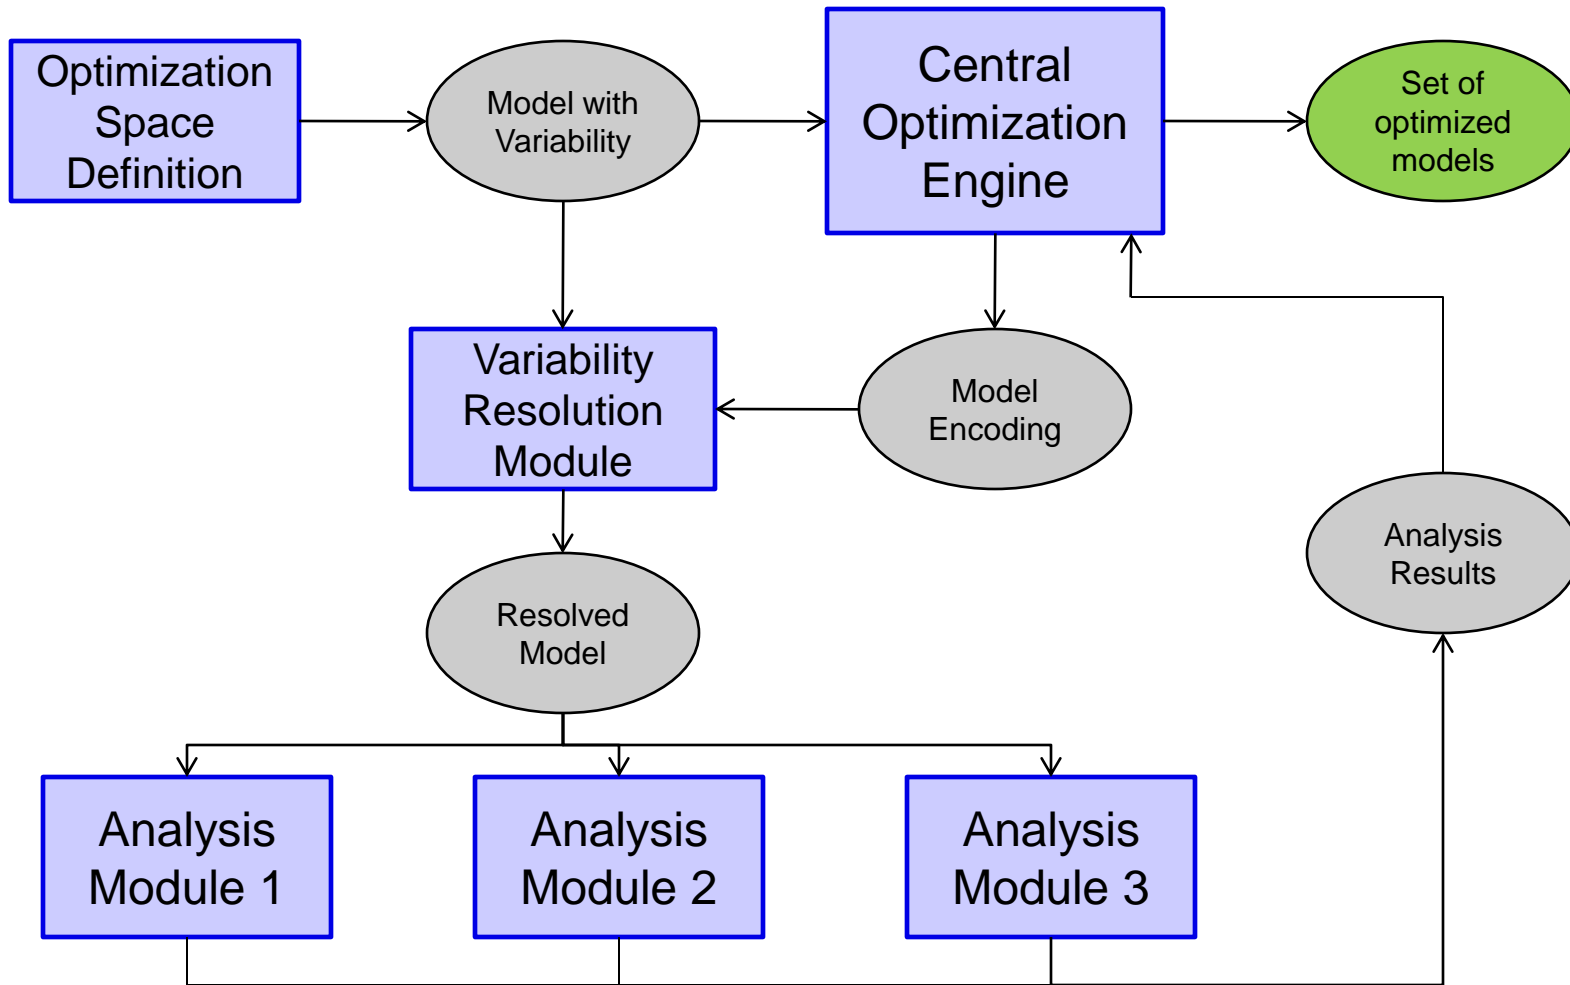 Optimization
Space
Definition
Model with
Variability
Central
Optimization
Engine
Set of
optimized
models
Variability
Resolution
Module
Model
Encoding
Analysis
Results
Resolved
Model
Analysis
Module 1
Analysis
Module 2
Analysis
Module 3